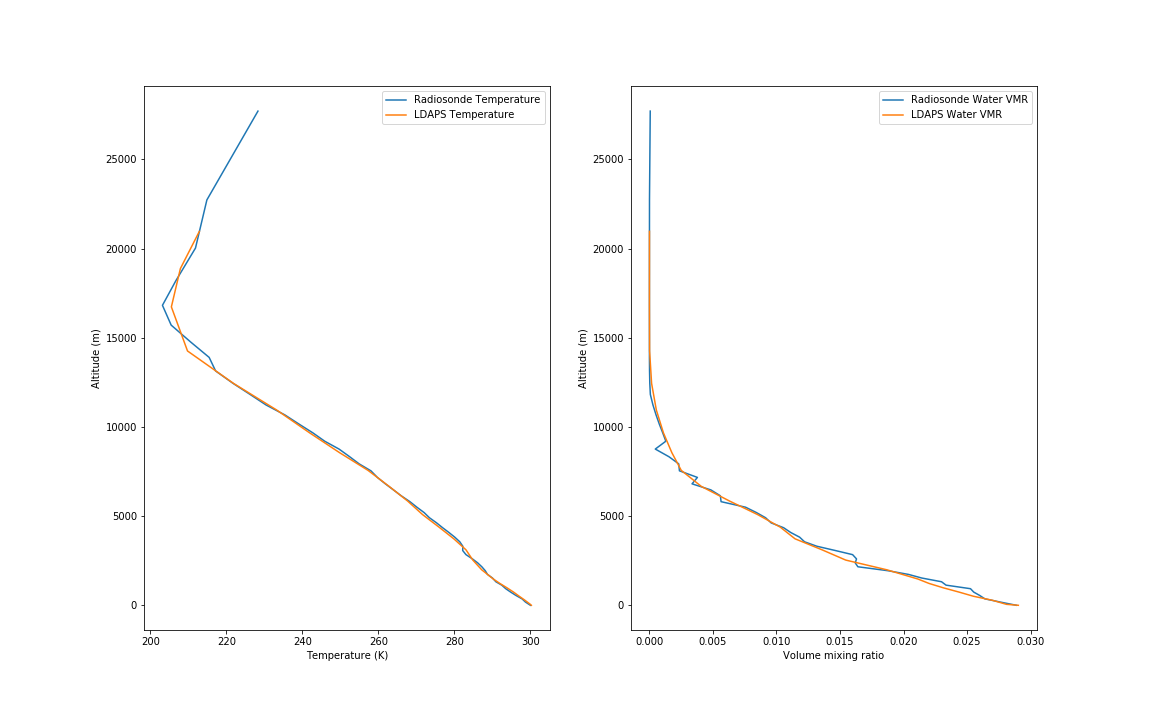 Radiosonde Temperature
LDAPS Temperature
25000
20000
15000
10000
5000
0
Altitude (m)
200 220 240 260 280 300
Temperature (K)
Radiosonde Water VMR
LDAPS Water VMR
25000
20000
15000
10000
5000
0
Altitude (m)
0.000 0.005 0.010 0.015 0.020 0.025 0.030
Volume mixing ratio